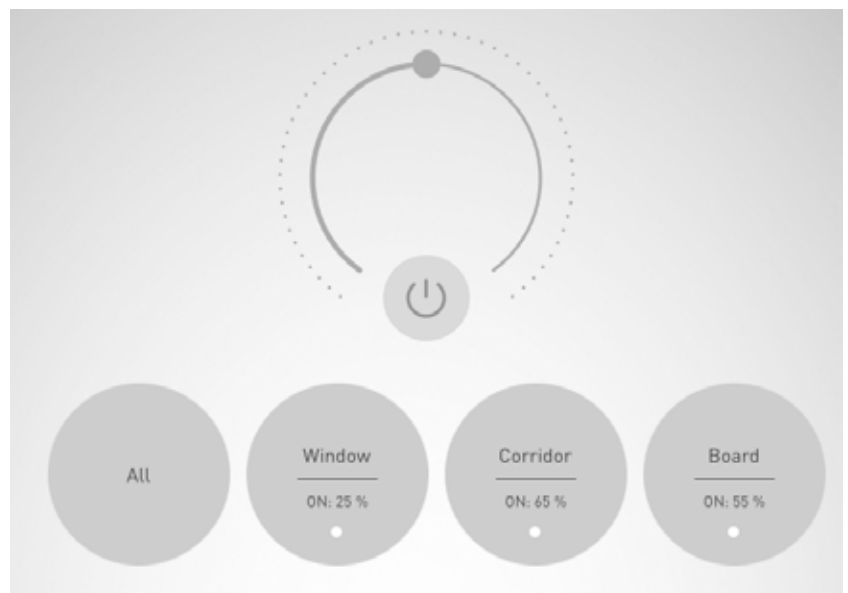 All
Window
ON: 25 %
Corridor
ON: 65 %
Board
ON: 55 %